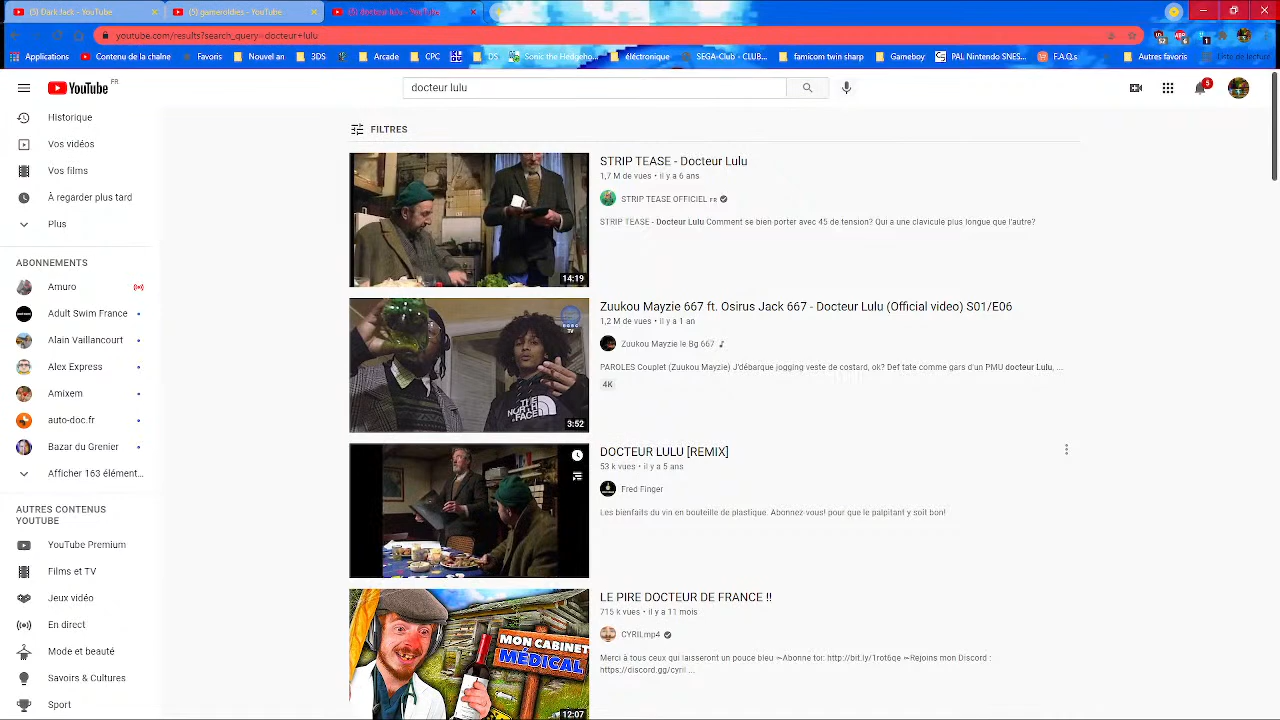 (5) Dark Jack - YouTube
(5) gameroldies - YouTube
(5) docteur lulu - YouTube
youtube.com/results?search_query=docteur+lulu
Applications
Contenu de la chaîne
Favoris
Nouvel an
3DS
Arcade
CPC
DS
Sonic the Hedgeho...
éléctronique
SEGA-Club - CLUB...
famicom twin sharp
Gameboy
PAL Nintendo SNES...
F.A.Q.s
Autres favoris
Liste de lecture
YouTube FR
docteur lulu
5
Historique
Vos vidéos
Vos films
À regarder plus tard
Plus
ABONNEMENTS
Amuro
Adult Swim France
Alain Vaillancourt
Alex Express
Amixem
auto-doc.fr
Bazar du Grenier
Afficher 163 élément...
AUTRES CONTENUS
YOUTUBE
YouTube Premium
Films et TV
Jeux vidéo
En direct
Mode et beauté
Savoirs & Cultures
Sport
FILTRES
14:19
STRIP TEASE - Docteur Lulu
1,7 M de vues • il y a 6 ans
STRIP TEASE OFFICIEL FR
STRIP TEASE - Docteur Lulu Comment se bien porter avec 45 de tension? Qui a une clavicule plus longue que l'autre?
THE
NORTH
FACE
3:52
Zuukou Mayzie 667 ft. Osirus Jack 667 - Docteur Lulu (Official video) S01/E06
1,2 M de vues • il y a 1 an
Zuukou Mayzie le Bg 667
PAROLES Couplet (Zuukou Mayzie) J'débarque jogging veste de costard, ok? Def tate comme gars d'un PMU docteur Lulu, ...
4K
DOCTEUR LULU [REMIX]
53 k vues • il y a 5 ans
Fred Finger
Les bienfaits du vin en bouteille de plastique. Abonnez-vous! pour que le palpitant y soit bon!
MON CABINET
MÉDICAL
12:07
LE PIRE DOCTEUR DE FRANCE !!
715 k vues • il y a 11 mois
CYRILmp4
Merci à tous ceux qui laisseront un pouce bleu ➳Abonne toi: http://bit.ly/1rot6qe ➳Rejoins mon Discord :
https://discord.gg/cyril ...